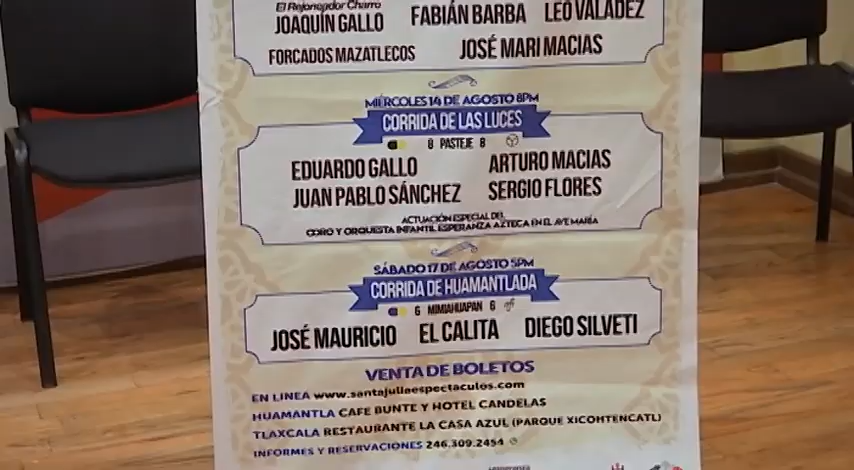 El Rejoneador Charro
JOAQUÍN GALLO FABIÁN BARBA LEO VALADEZ
FORCADOS MAZATLECOS JOSÉ MARI MACIAS
MIÉRCOLES 14 DE AGOSTO 8PM
CORRIDA DE LAS LUCES
8 PASTEJE 8
EDUARDO GALLO ARTURO MACIAS
JUAN PABLO SÁNCHEZ SERGIO FLORES
ACTUACIÓN ESPECIAL DEL
CORO Y ORQUESTA INFANTIL ESPERANZA AZTECA EN EL AVE MARÍA
SÁBADO 17 DE AGOSTO 5PM
CORRIDA DE HUAMANTLADA
6 MIMIAHUAPAN 6
JOSÉ MAURICIO EL CALITA DIEGO SILVETI
VENTA DE BOLETOS
EN LINEA www.santajuliaespectaculos.com
HUAMANTLA CAFE BUNTE Y HOTEL CANDELAS
TLAXCALA RESTAURANTE LA CASA AZUL (PARQUE XICOHTENCATL)
INFORMES Y RESERVACIONES 246.309.2454